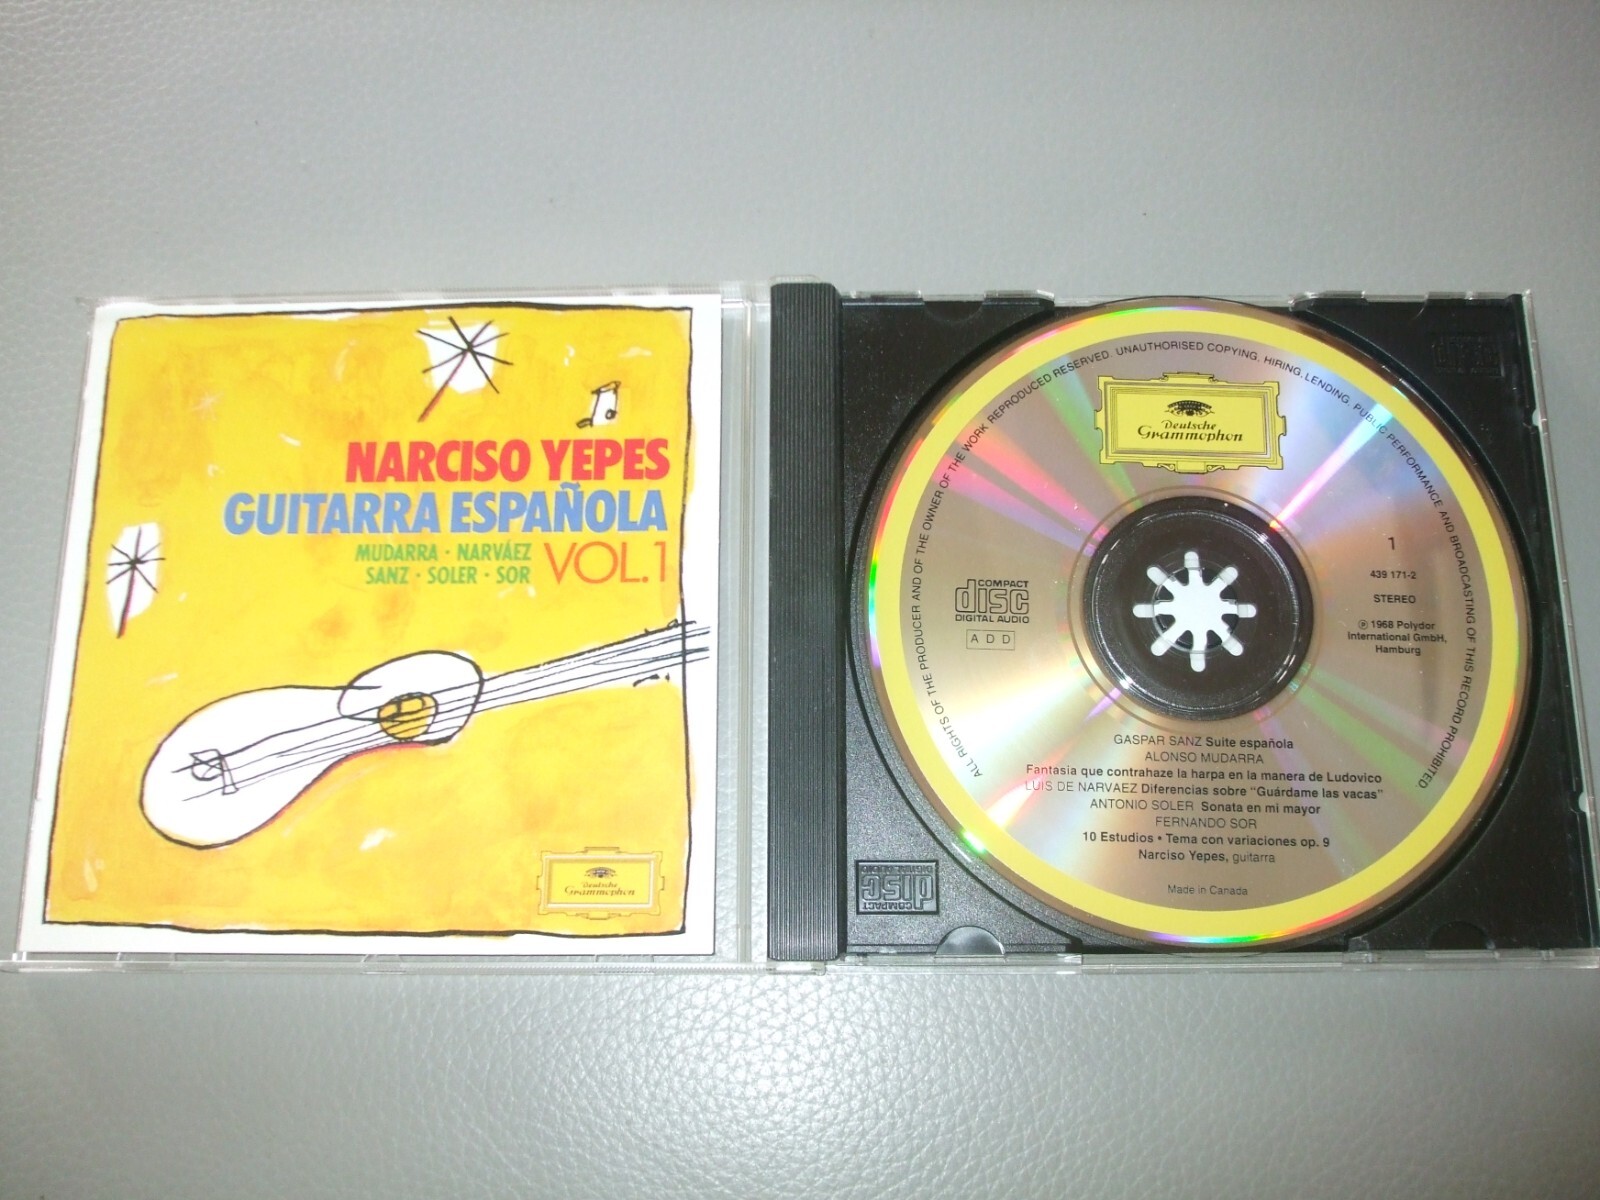 NARCISO YEPES
GUITARRA ESPAÑOLA
MUDARRA · NARVÁEZ
SANZ · SOLER · SOR
VOL.1
Deutsche
Grammophon
ALL RIGHTS OF THE PRODUCER AND OF THE OWNER OF THE WORK REPRODUCED RESERVED. UNAUTHORISED COPYING, HIRING, LENDING, PUBLIC PERFORMANCE AND BROADCASTING OF THIS RECORD PROHIBITED
Deutsche
Grammophon
COMPACT
disc
DIGITAL AUDIO
ADD
1
439 171-2
STEREO
℗ 1968 Polydor
International GmbH,
Hamburg
GASPAR SANZ Suite española
ALONSO MUDARRA
Fantasia que contrahaze la harpa en la manera de Ludovico
LUIS DE NARVAEZ Diferencias sobre "Guárdame las vacas"
ANTONIO SOLER Sonata en mi mayor
FERNANDO SOR
10 Estudios • Tema con variaciones op. 9
Narciso Yepes, guitarra
Made in Canada
COMPACT
disc
DIGITAL AUDIO